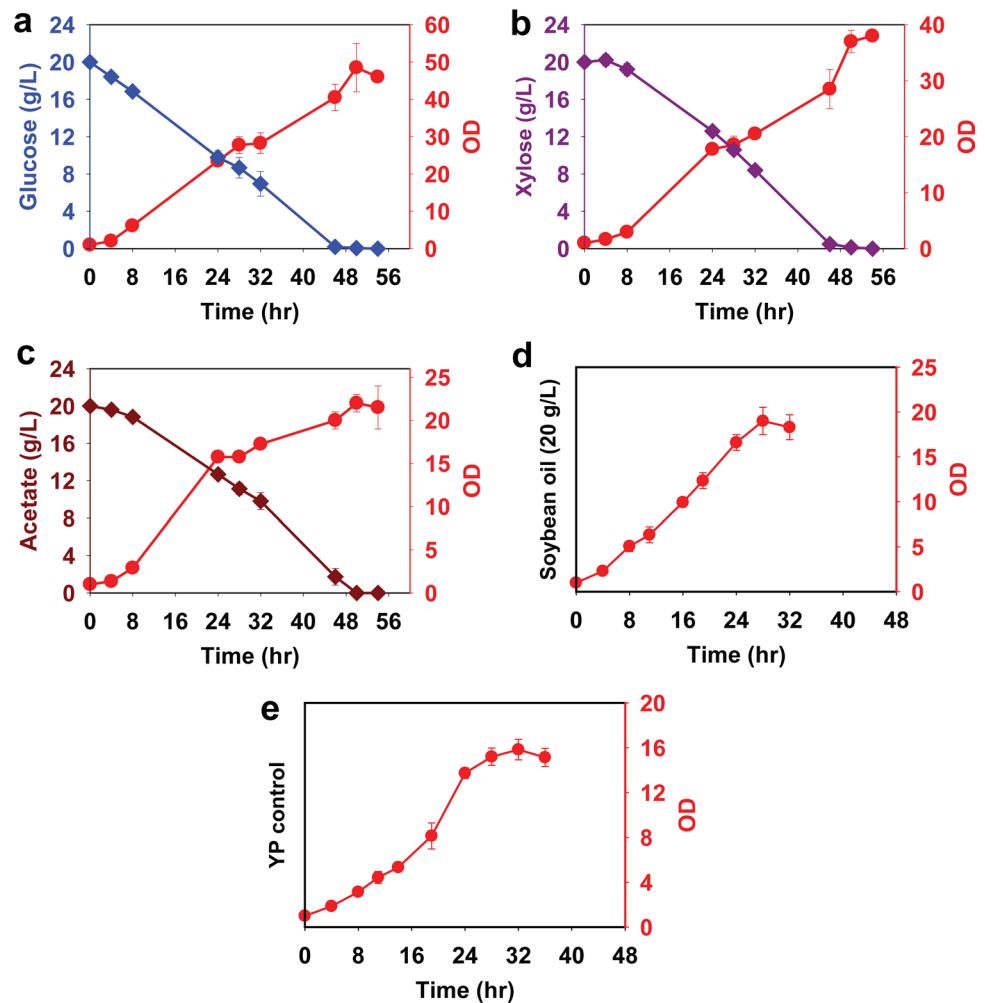 a
Glucose (g/L)
24
20
16
12
8
4
0
60
50
40
30
20
10
0
OD
0 8 16 24 32 40 48 56
Time (hr)
b
Xylose (g/L)
24
20
16
12
8
4
0
40
30
20
10
0
OD
0 8 16 24 32 40 48 56
Time (hr)
c
Acetate (g/L)
24
20
16
12
8
4
0
25
20
15
10
5
0
OD
0 8 16 24 32 40 48 56
Time (hr)
d
Soybean oil (20 g/L)
25
20
15
10
5
0
OD
0 8 16 24 32 40 48
Time (hr)
e
YP control
20
16
12
8
4
0
OD
0 8 16 24 32 40 48
Time (hr)